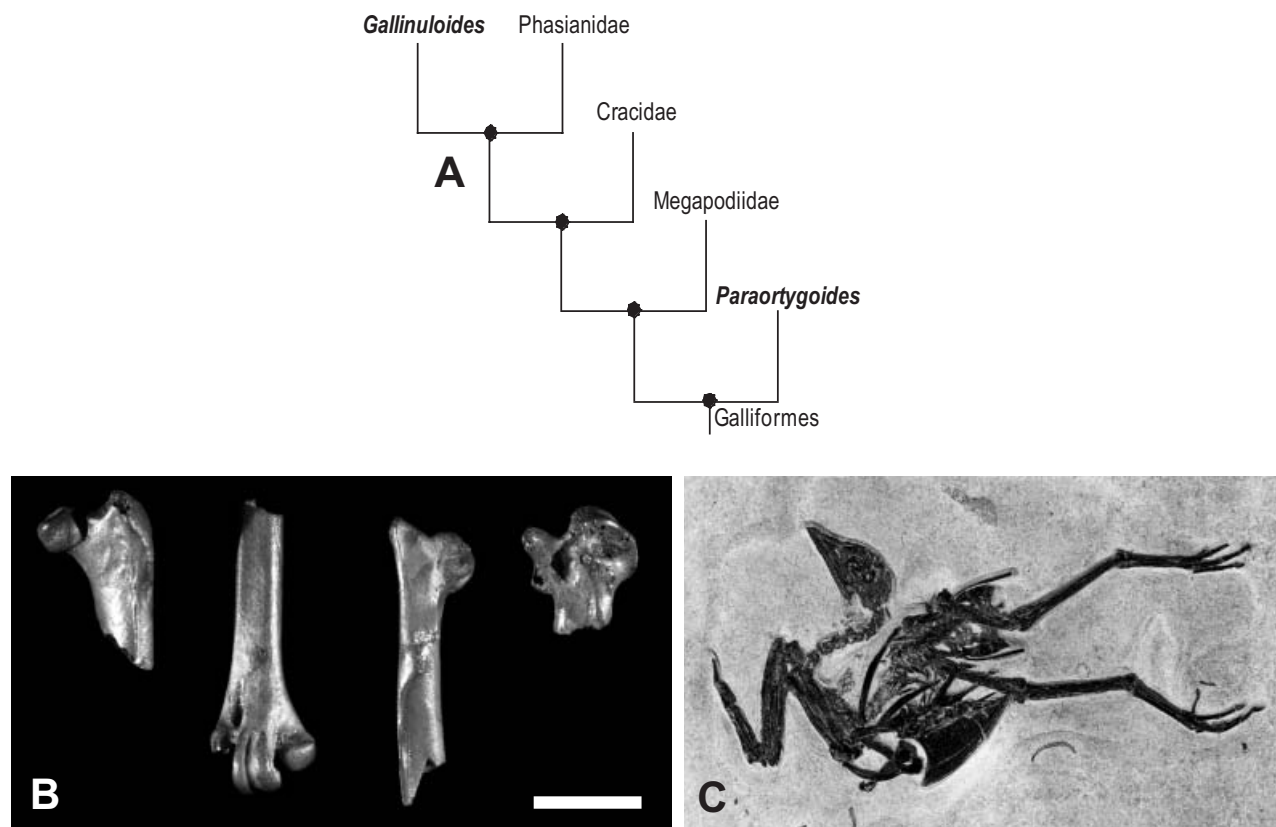 Gallinuloides Phasianidae
Cracidae
A
Megapodiidae
Paraortygoides
Galliformes
B
C